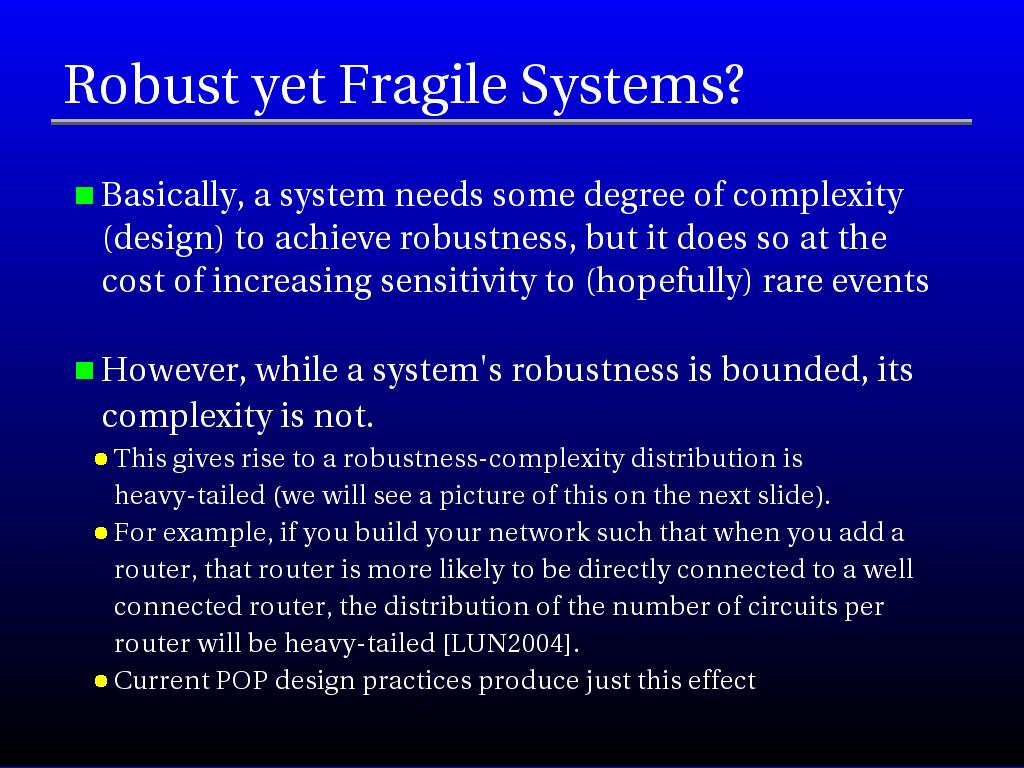 Robust yet Fragile Systems?
Basically, a system needs some degree of complexity
(design) to achieve robustness, but it does so at the
cost of increasing sensitivity to (hopefully) rare events
However, while a system's robustness is bounded, its
complexity is not.
This gives rise to a robustness-complexity distribution is
heavy-tailed (we will see a picture of this on the next slide).
For example, if you build your network such that when you add a
router, that router is more likely to be directly connected to a well
connected router, the distribution of the number of circuits per
router will be heavy-tailed [LUN2004].
Current POP design practices produce just this effect